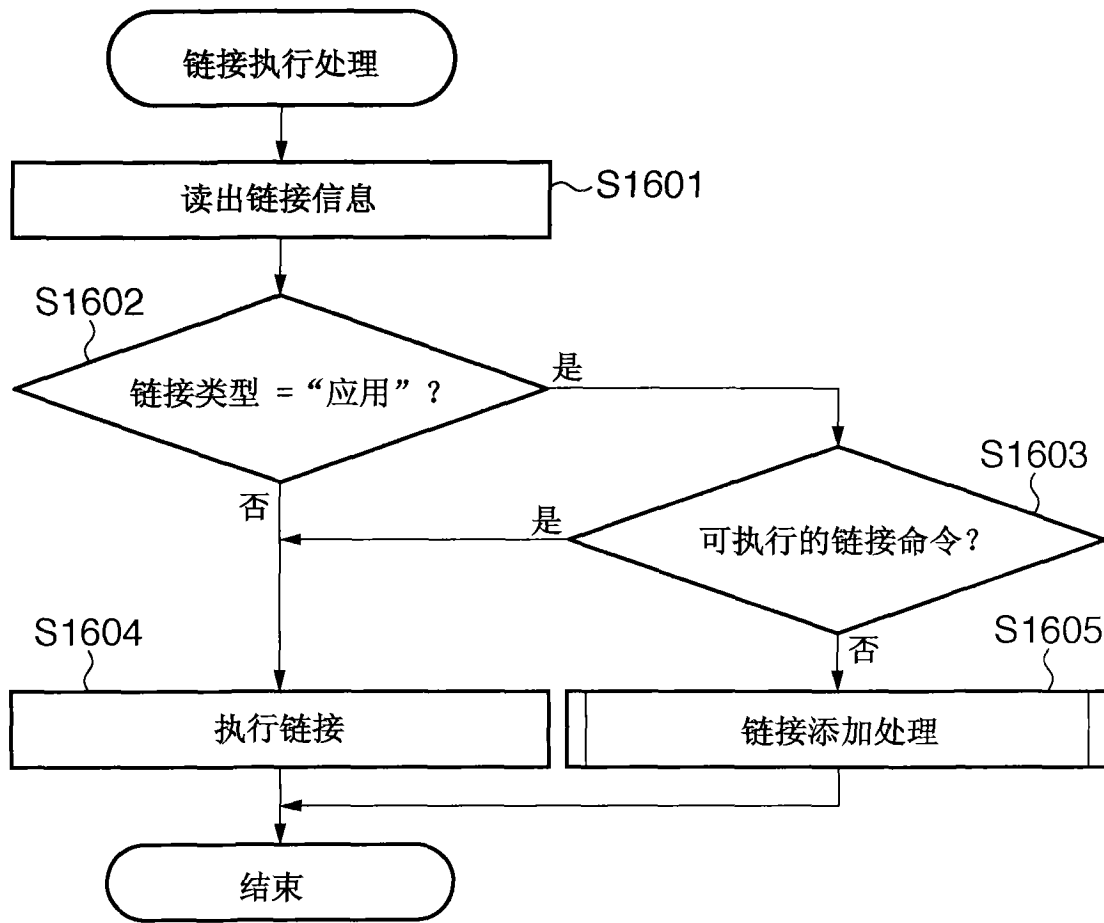 链接执行处理
读出链接信息
S1601
S1602
链接类型 =“应用”？
是
否
S1603
可执行的链接命令？
是
否
S1604
执行链接
S1605
链接添加处理
结束